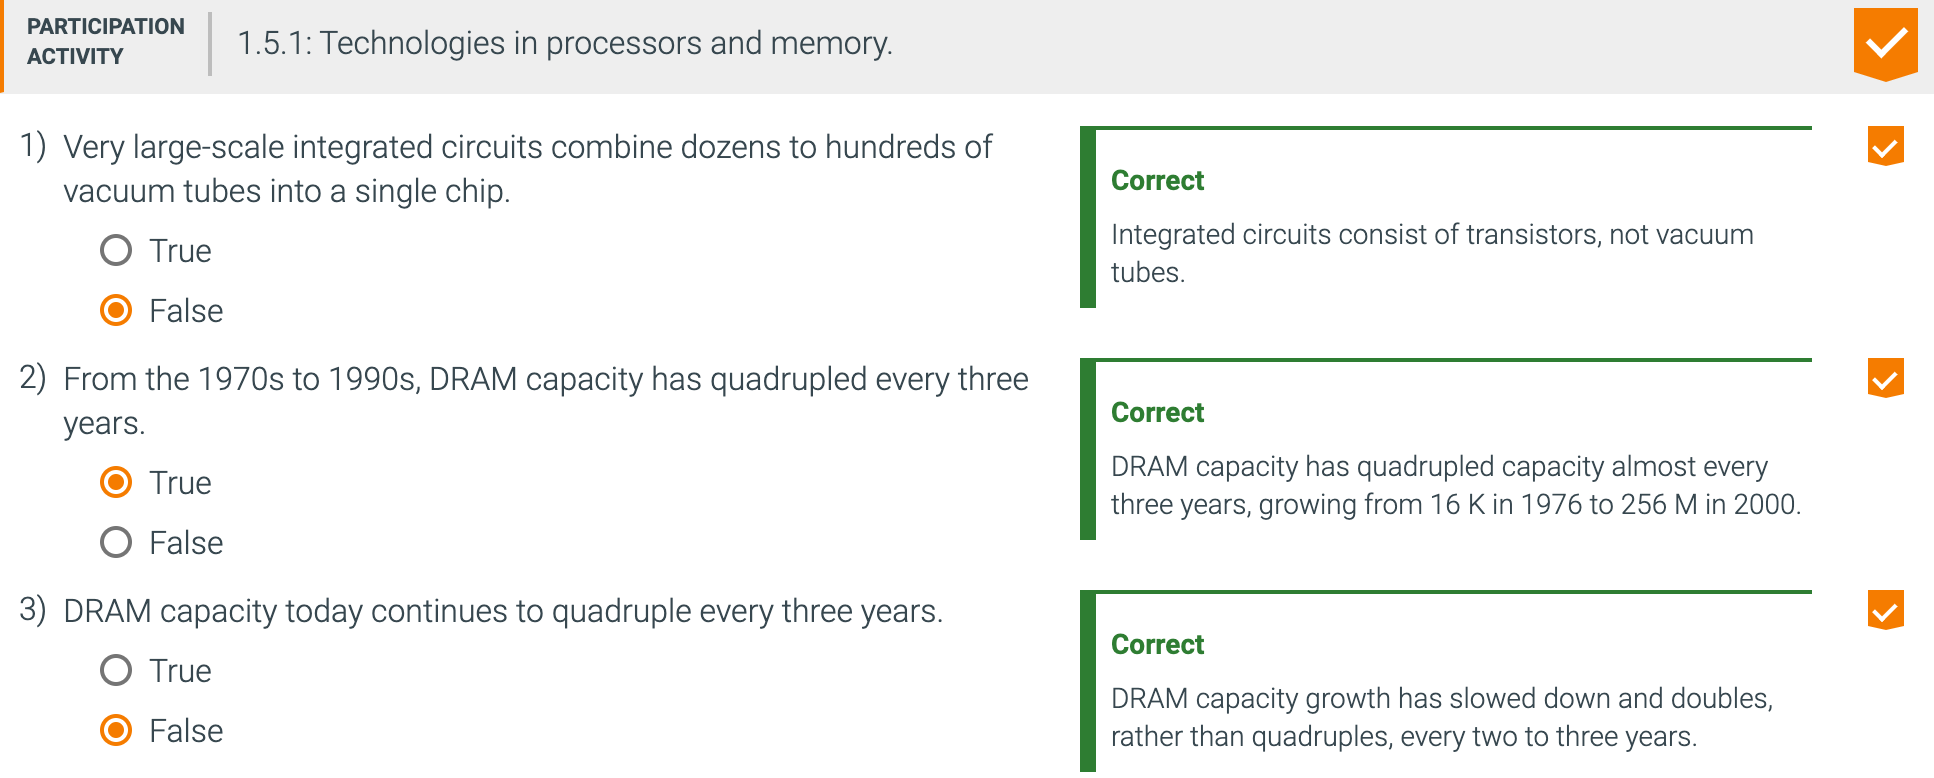 PARTICIPATION
ACTIVITY
1.5.1: Technologies in processors and memory.
1) Very large-scale integrated circuits combine dozens to hundreds of
vacuum tubes into a single chip.
True
False
Correct
Integrated circuits consist of transistors, not vacuum
tubes.
2) From the 1970s to 1990s, DRAM capacity has quadrupled every three
years.
True
False
Correct
DRAM capacity has quadrupled capacity almost every
three years, growing from 16 K in 1976 to 256 M in 2000.
3) DRAM capacity today continues to quadruple every three years.
True
False
Correct
DRAM capacity growth has slowed down and doubles,
rather than quadruples, every two to three years.